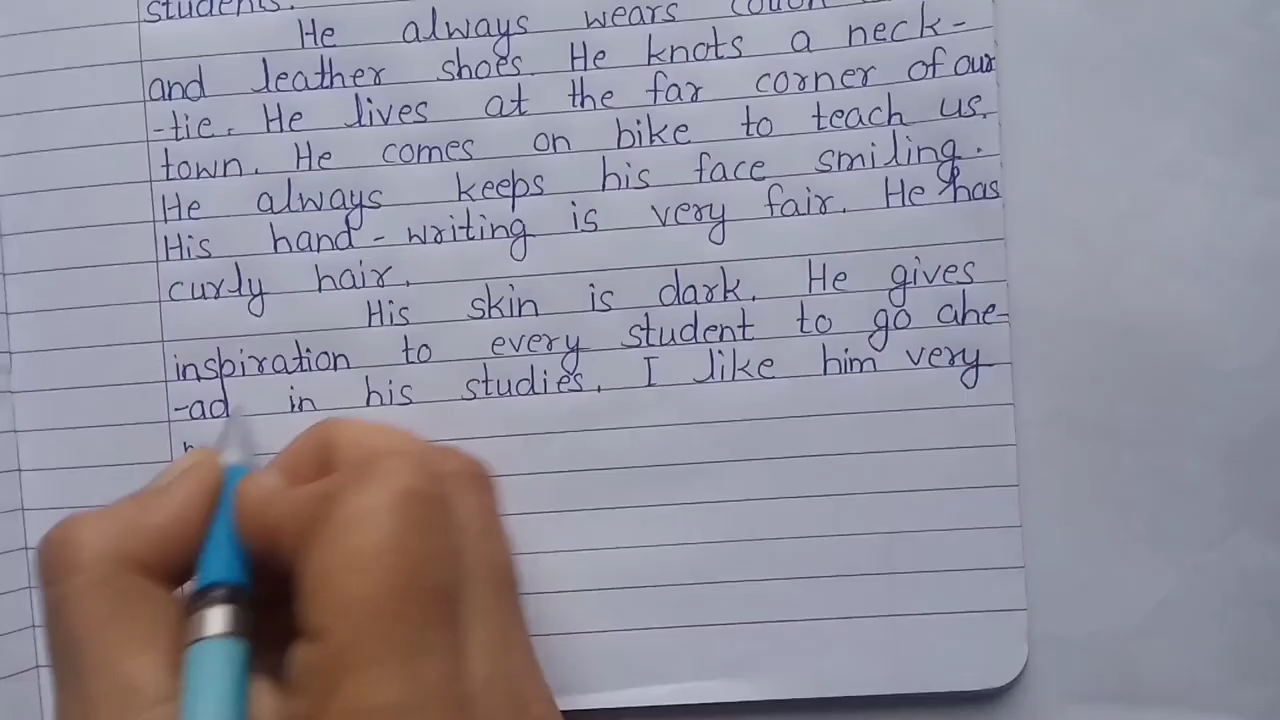 students.
He always wears
and leather shoes. He knots a neck-
-tie. He lives at the far corner of our
town. He comes on bike to teach us.
He always keeps his face smiling.
His hand-writing is very fair. He has
curly hair.
His skin is dark. He gives
inspiration to every student to go ahe-
-ad in his studies. I like him very